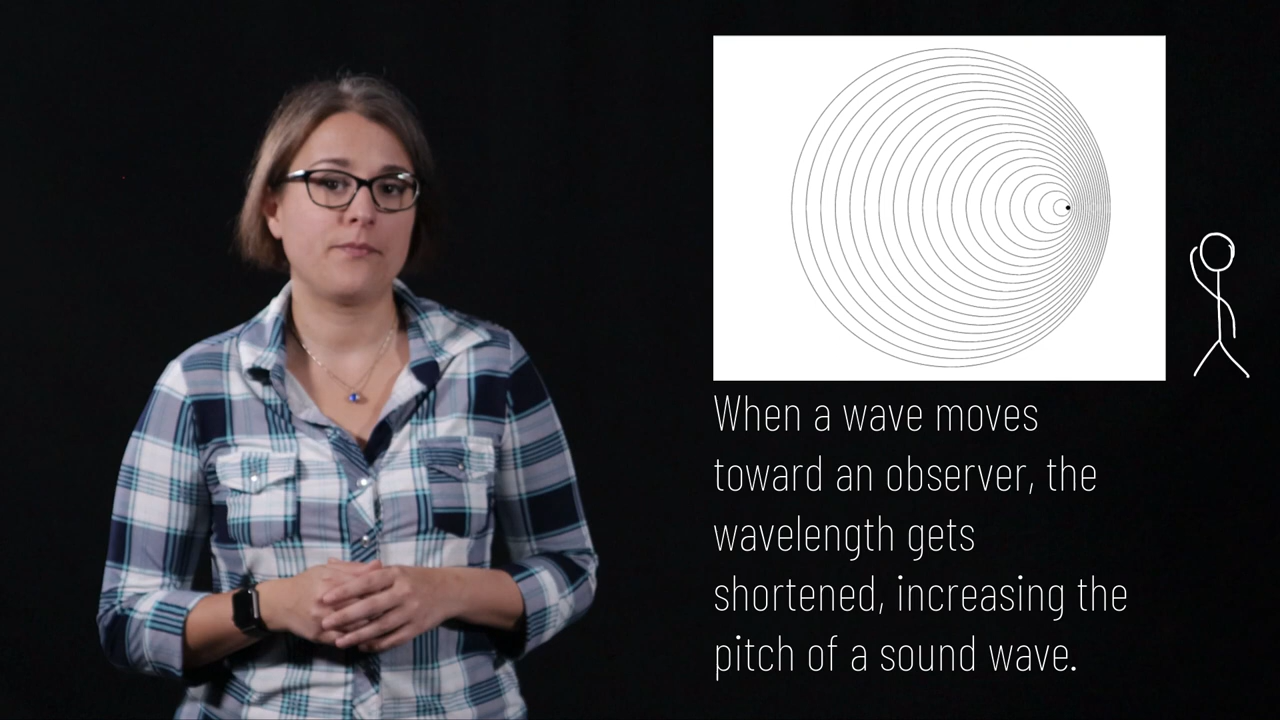 When a wave moves
toward an observer, the
wavelength gets
shortened, increasing the
pitch of a sound wave.